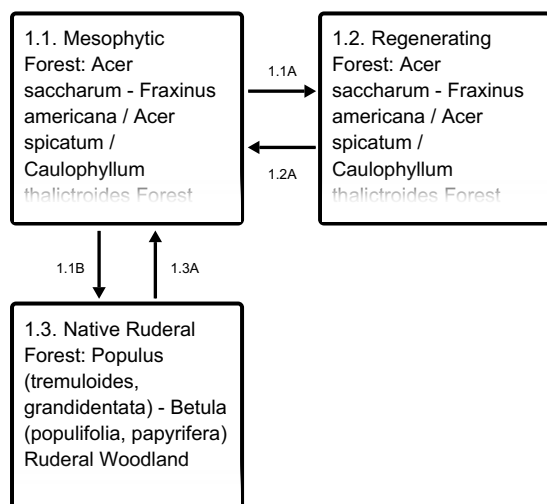 1.1. Mesophytic
Forest: Acer
saccharum - Fraxinus
americana / Acer
spicatum /
Caulophyllum
thalictroides Forest
1.1A
1.2A
1.2. Regenerating
Forest: Acer
saccharum - Fraxinus
americana / Acer
spicatum /
Caulophyllum
thalictroides Forest
1.1B
1.3A
1.3. Native Ruderal
Forest: Populus
(tremuloides,
grandidentata) - Betula
(populifolia, papyrifera)
Ruderal Woodland